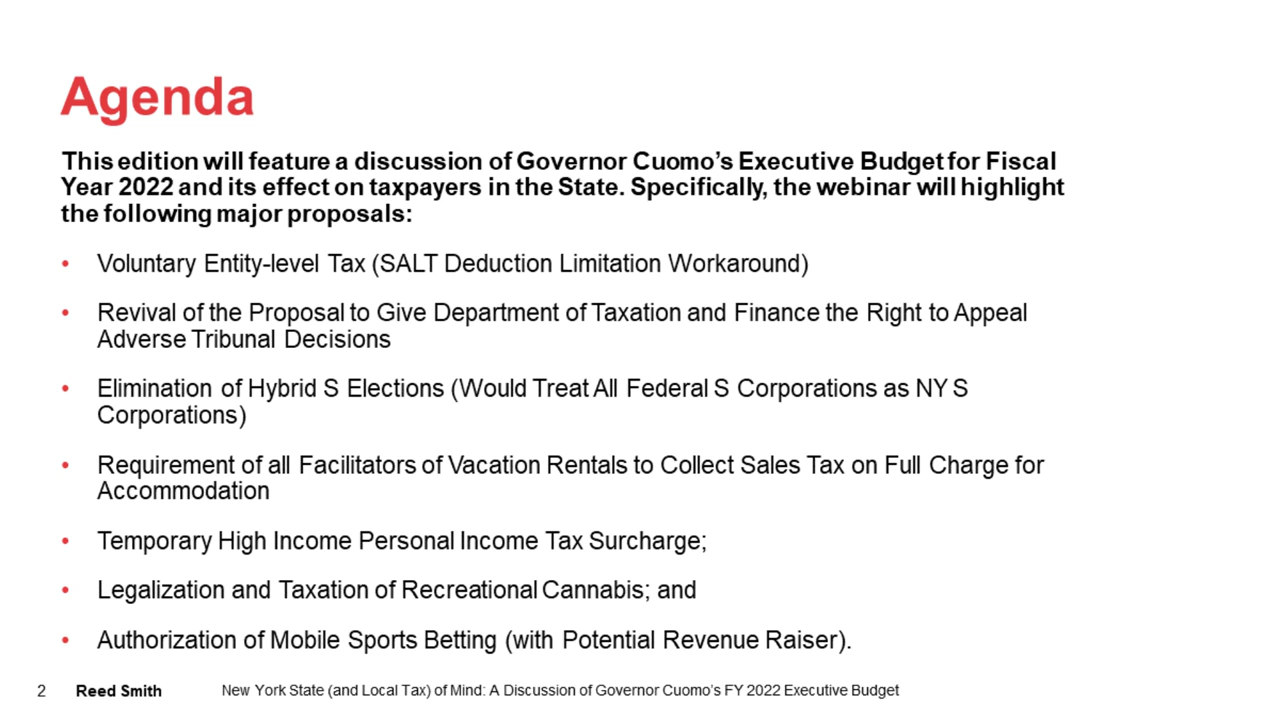 Agenda
This edition will feature a discussion of Governor Cuomo’s Executive Budget for Fiscal
Year 2022 and its effect on taxpayers in the State. Specifically, the webinar will highlight
the following major proposals:
• Voluntary Entity-level Tax (SALT Deduction Limitation Workaround)
• Revival of the Proposal to Give Department of Taxation and Finance the Right to Appeal
Adverse Tribunal Decisions
• Elimination of Hybrid S Elections (Would Treat All Federal S Corporations as NY S
Corporations)
• Requirement of all Facilitators of Vacation Rentals to Collect Sales Tax on Full Charge for
Accommodation
• Temporary High Income Personal Income Tax Surcharge;
• Legalization and Taxation of Recreational Cannabis; and
• Authorization of Mobile Sports Betting (with Potential Revenue Raiser).
2 Reed Smith New York State (and Local Tax) of Mind: A Discussion of Governor Cuomo’s FY 2022 Executive Budget